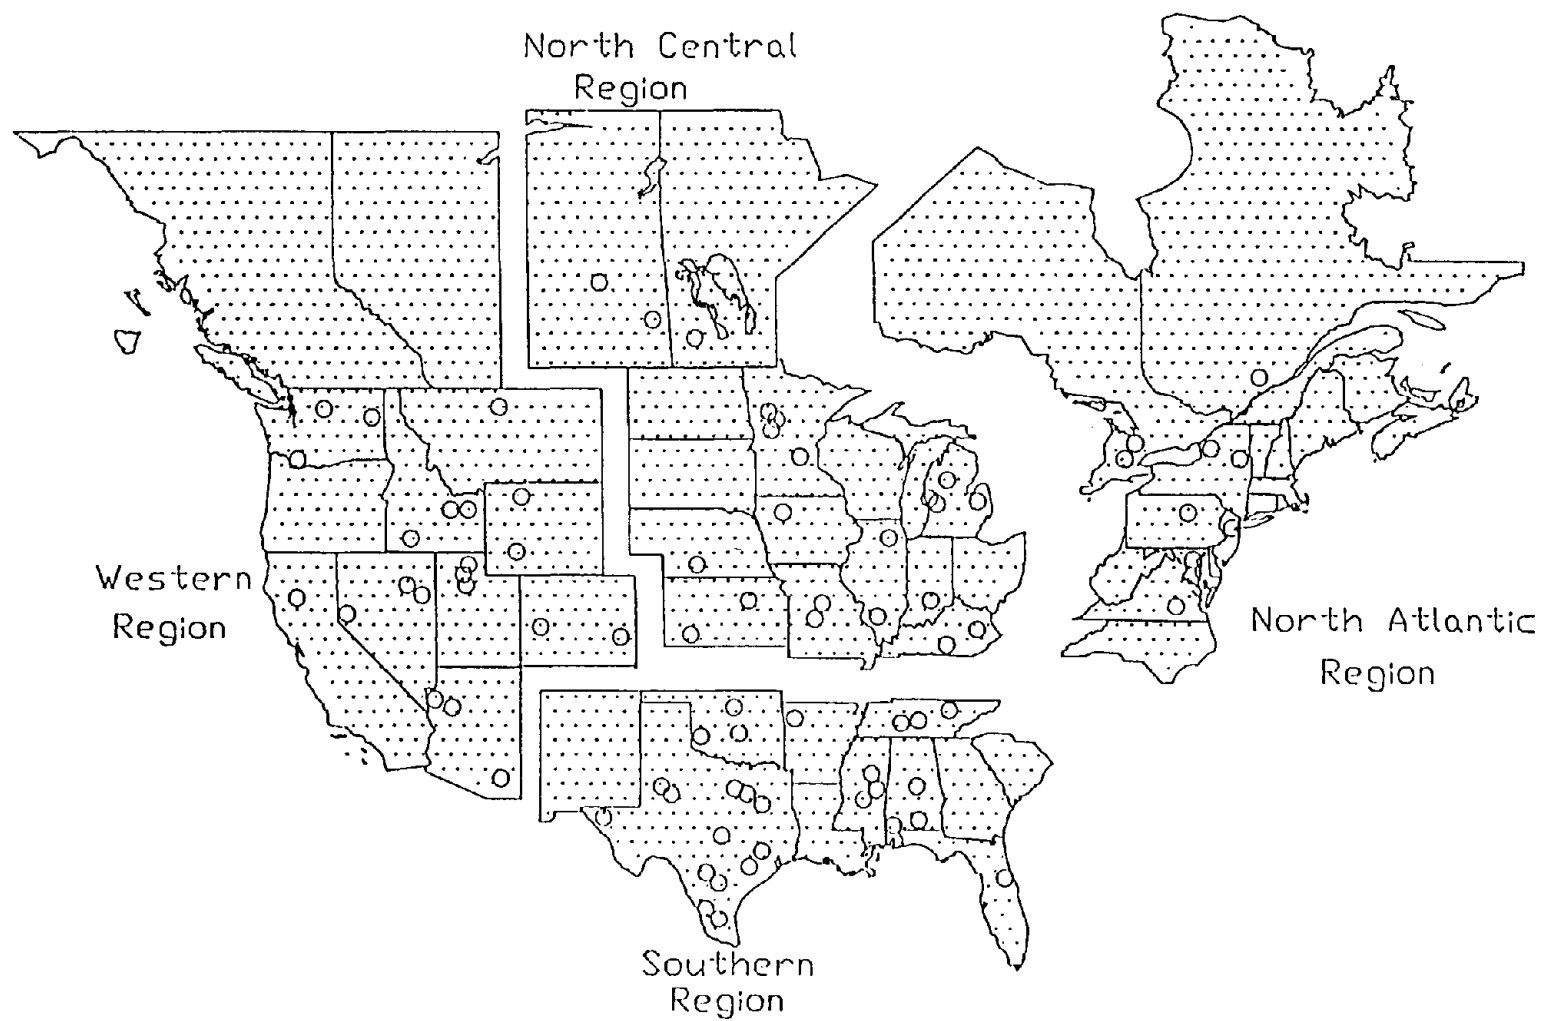 North Central
Region
Western
Region
North Atlantic
Region
Southern
Region